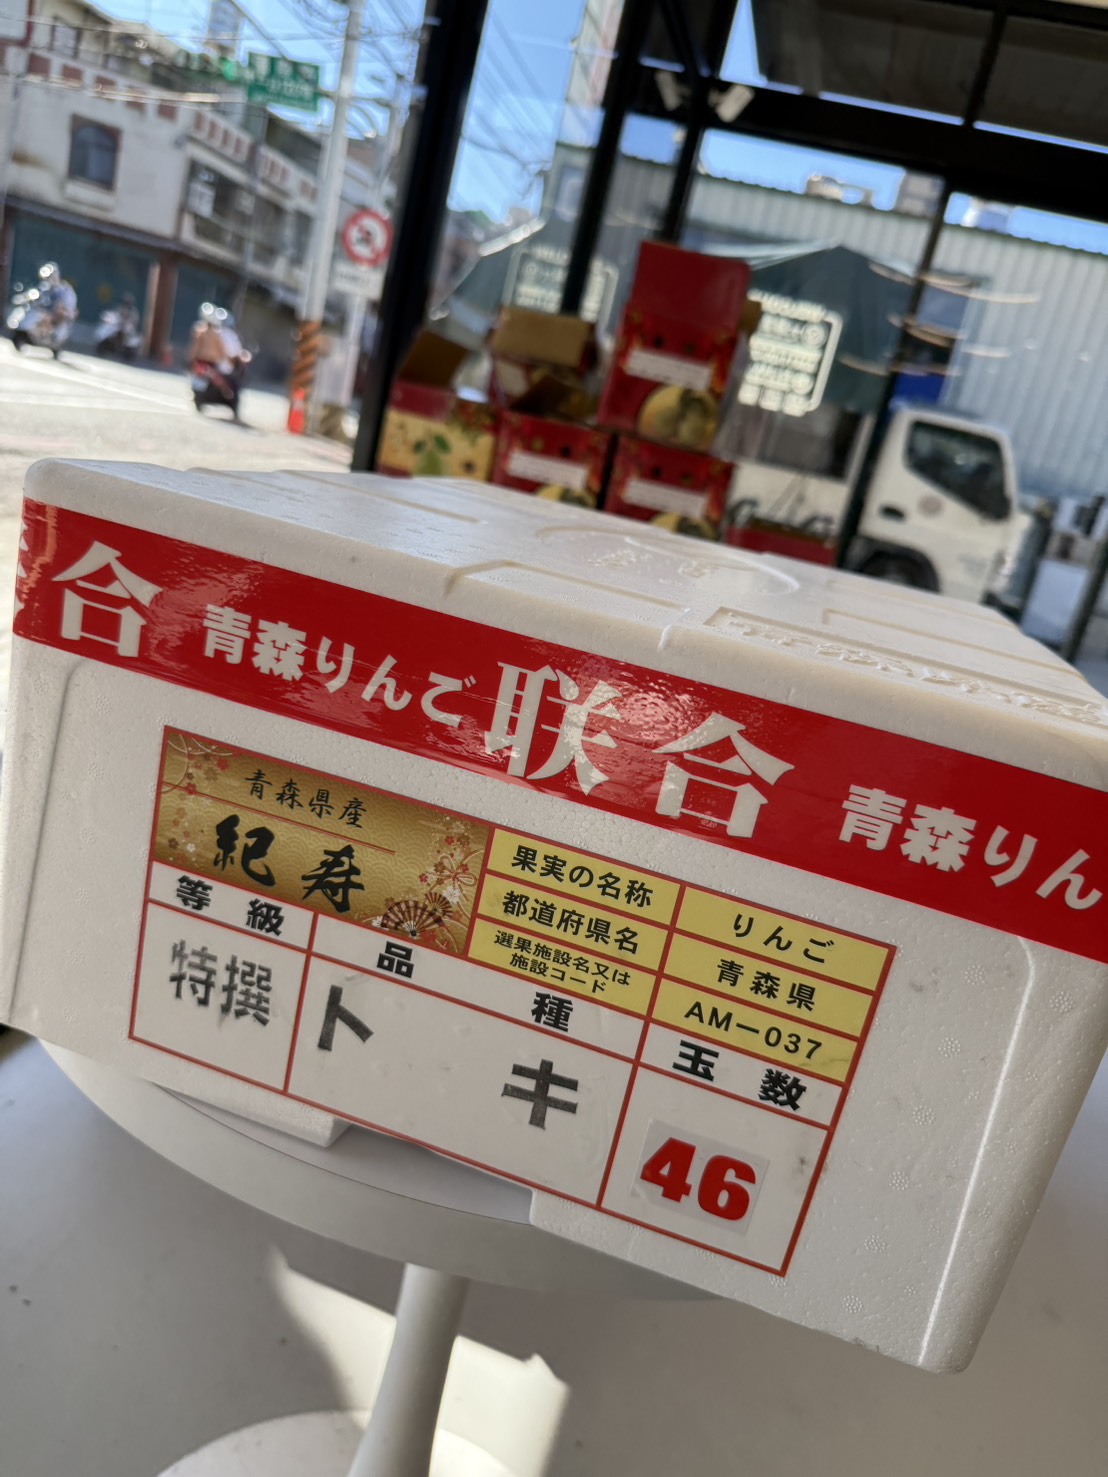 合 青森りんご 联合 青森りん
青森県産
紀寿
果実の名称 りんご
都道府県名 青森県
選果施設名又は
施設コード
AM－037
等級 品種 玉数
特撰 トキ 46